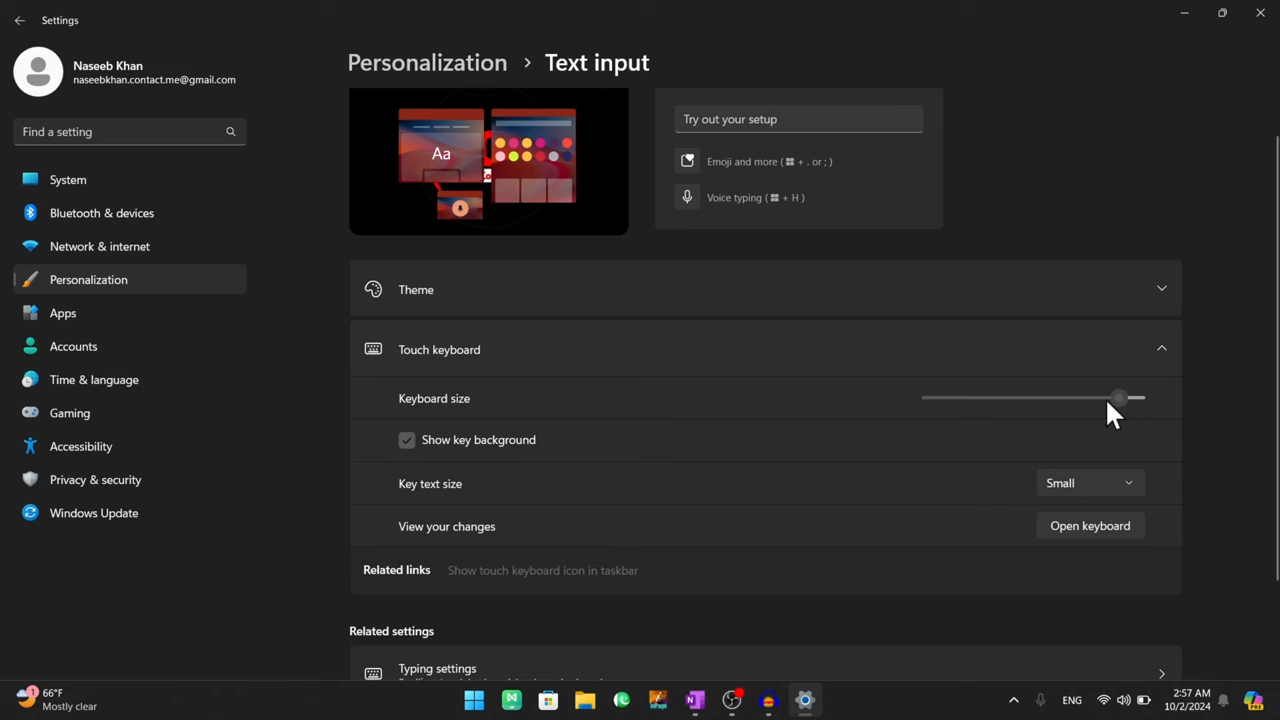 Settings
Naseeb Khan
naseebkhan.contact.me@gmail.com
Find a setting
System
Bluetooth & devices
Network & internet
Personalization
Apps
Accounts
Time & language
Gaming
Accessibility
Privacy & security
Windows Update
Personalization > Text input
Aa
Try out your setup
Emoji and more ( + . or ; )
Voice typing ( + H )
Theme
Touch keyboard
Keyboard size
Show key background
Key text size
Small
View your changes
Open keyboard
Related links Show touch keyboard icon in taskbar
Related settings
Typing settings
1
66°F
Mostly clear
ENG
2:57 AM
10/2/2024
PRE